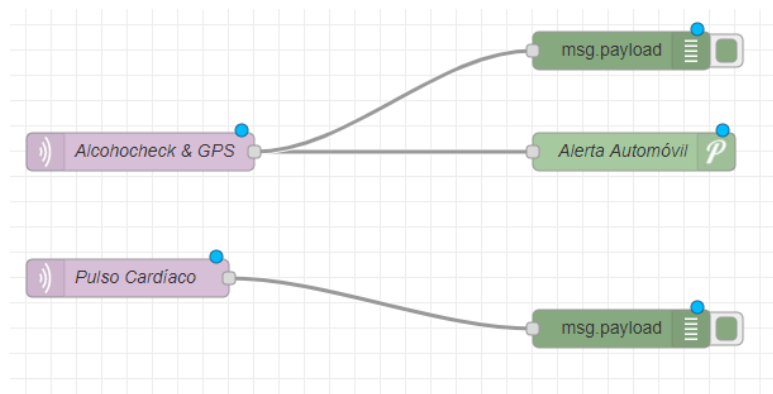 msg.payload
Alcohocheck & GPS
Alerta Automóvil
Pulso Cardíaco
msg.payload